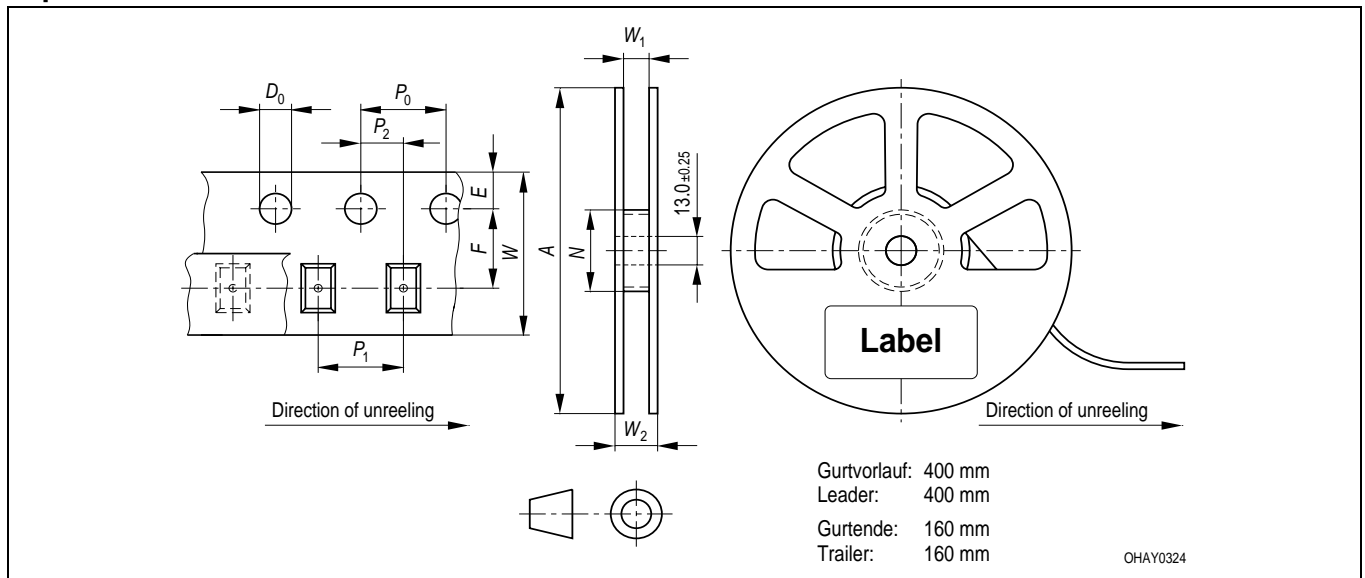 W1
D0
P0
P2
E
F
W
A
N
13.0 ±0.25
Label
P1
Direction of unreeling
W2
Direction of unreeling
Gurtvorlauf: 400 mm
Leader: 400 mm
Gurtende: 160 mm
Trailer: 160 mm
OHAY0324